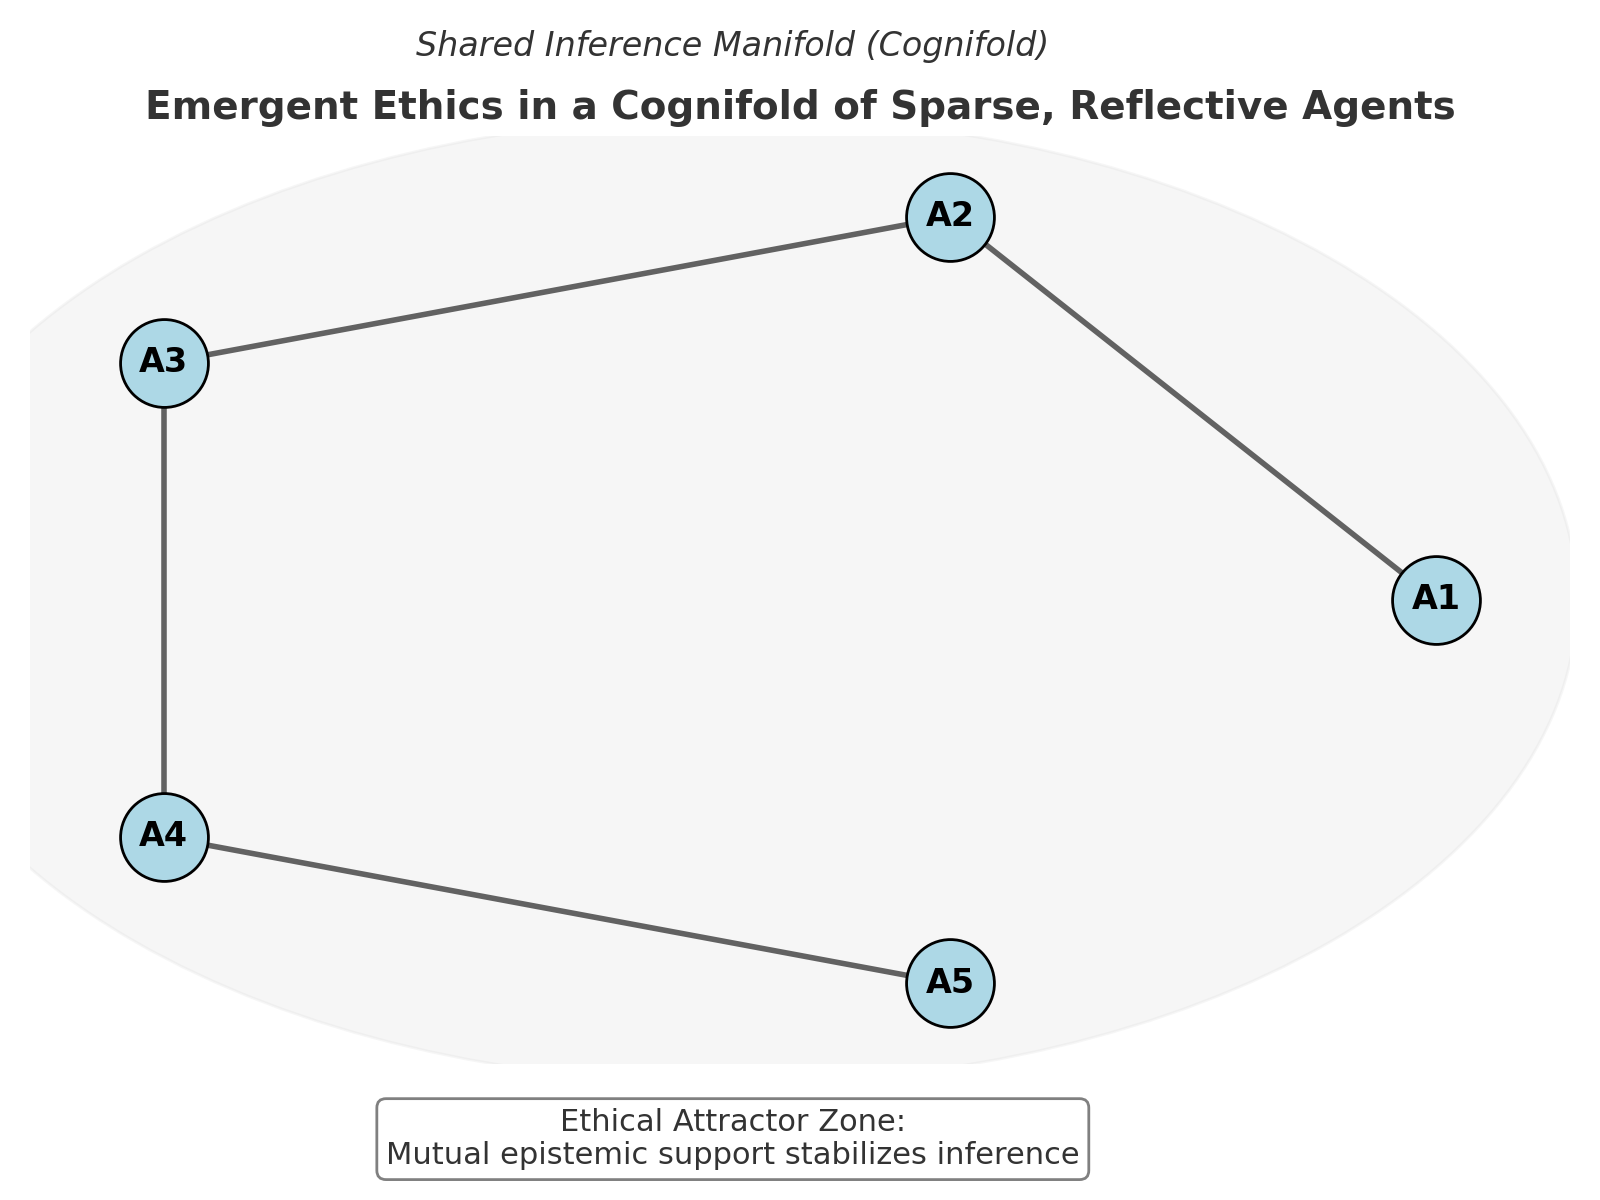 Shared Inference Manifold (Cognifold)
Emergent Ethics in a Cognifold of Sparse, Reflective Agents
A2
A3
A1
A4
A5
Ethical Attractor Zone:
Mutual epistemic support stabilizes inference